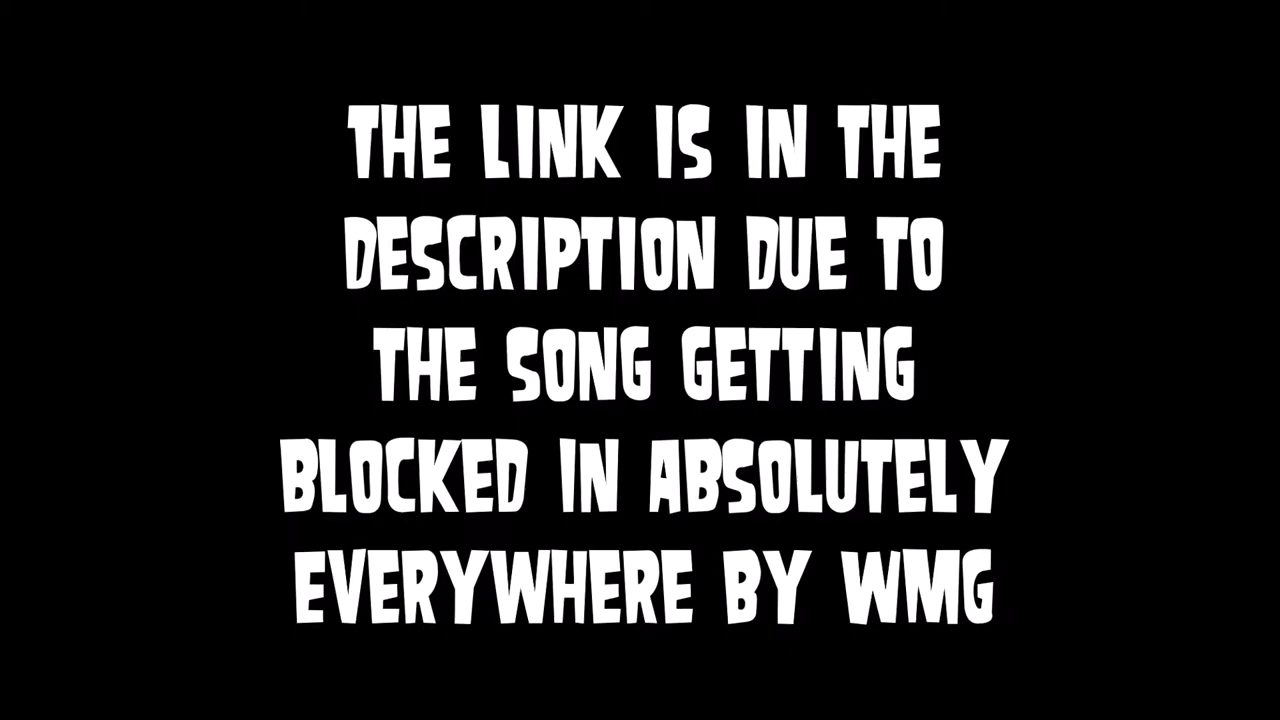 THE LINK IS IN THE
DESCRIPTION DUE TO
THE SONG GETTING
BLOCKED IN ABSOLUTELY
EVERYWHERE BY WMG